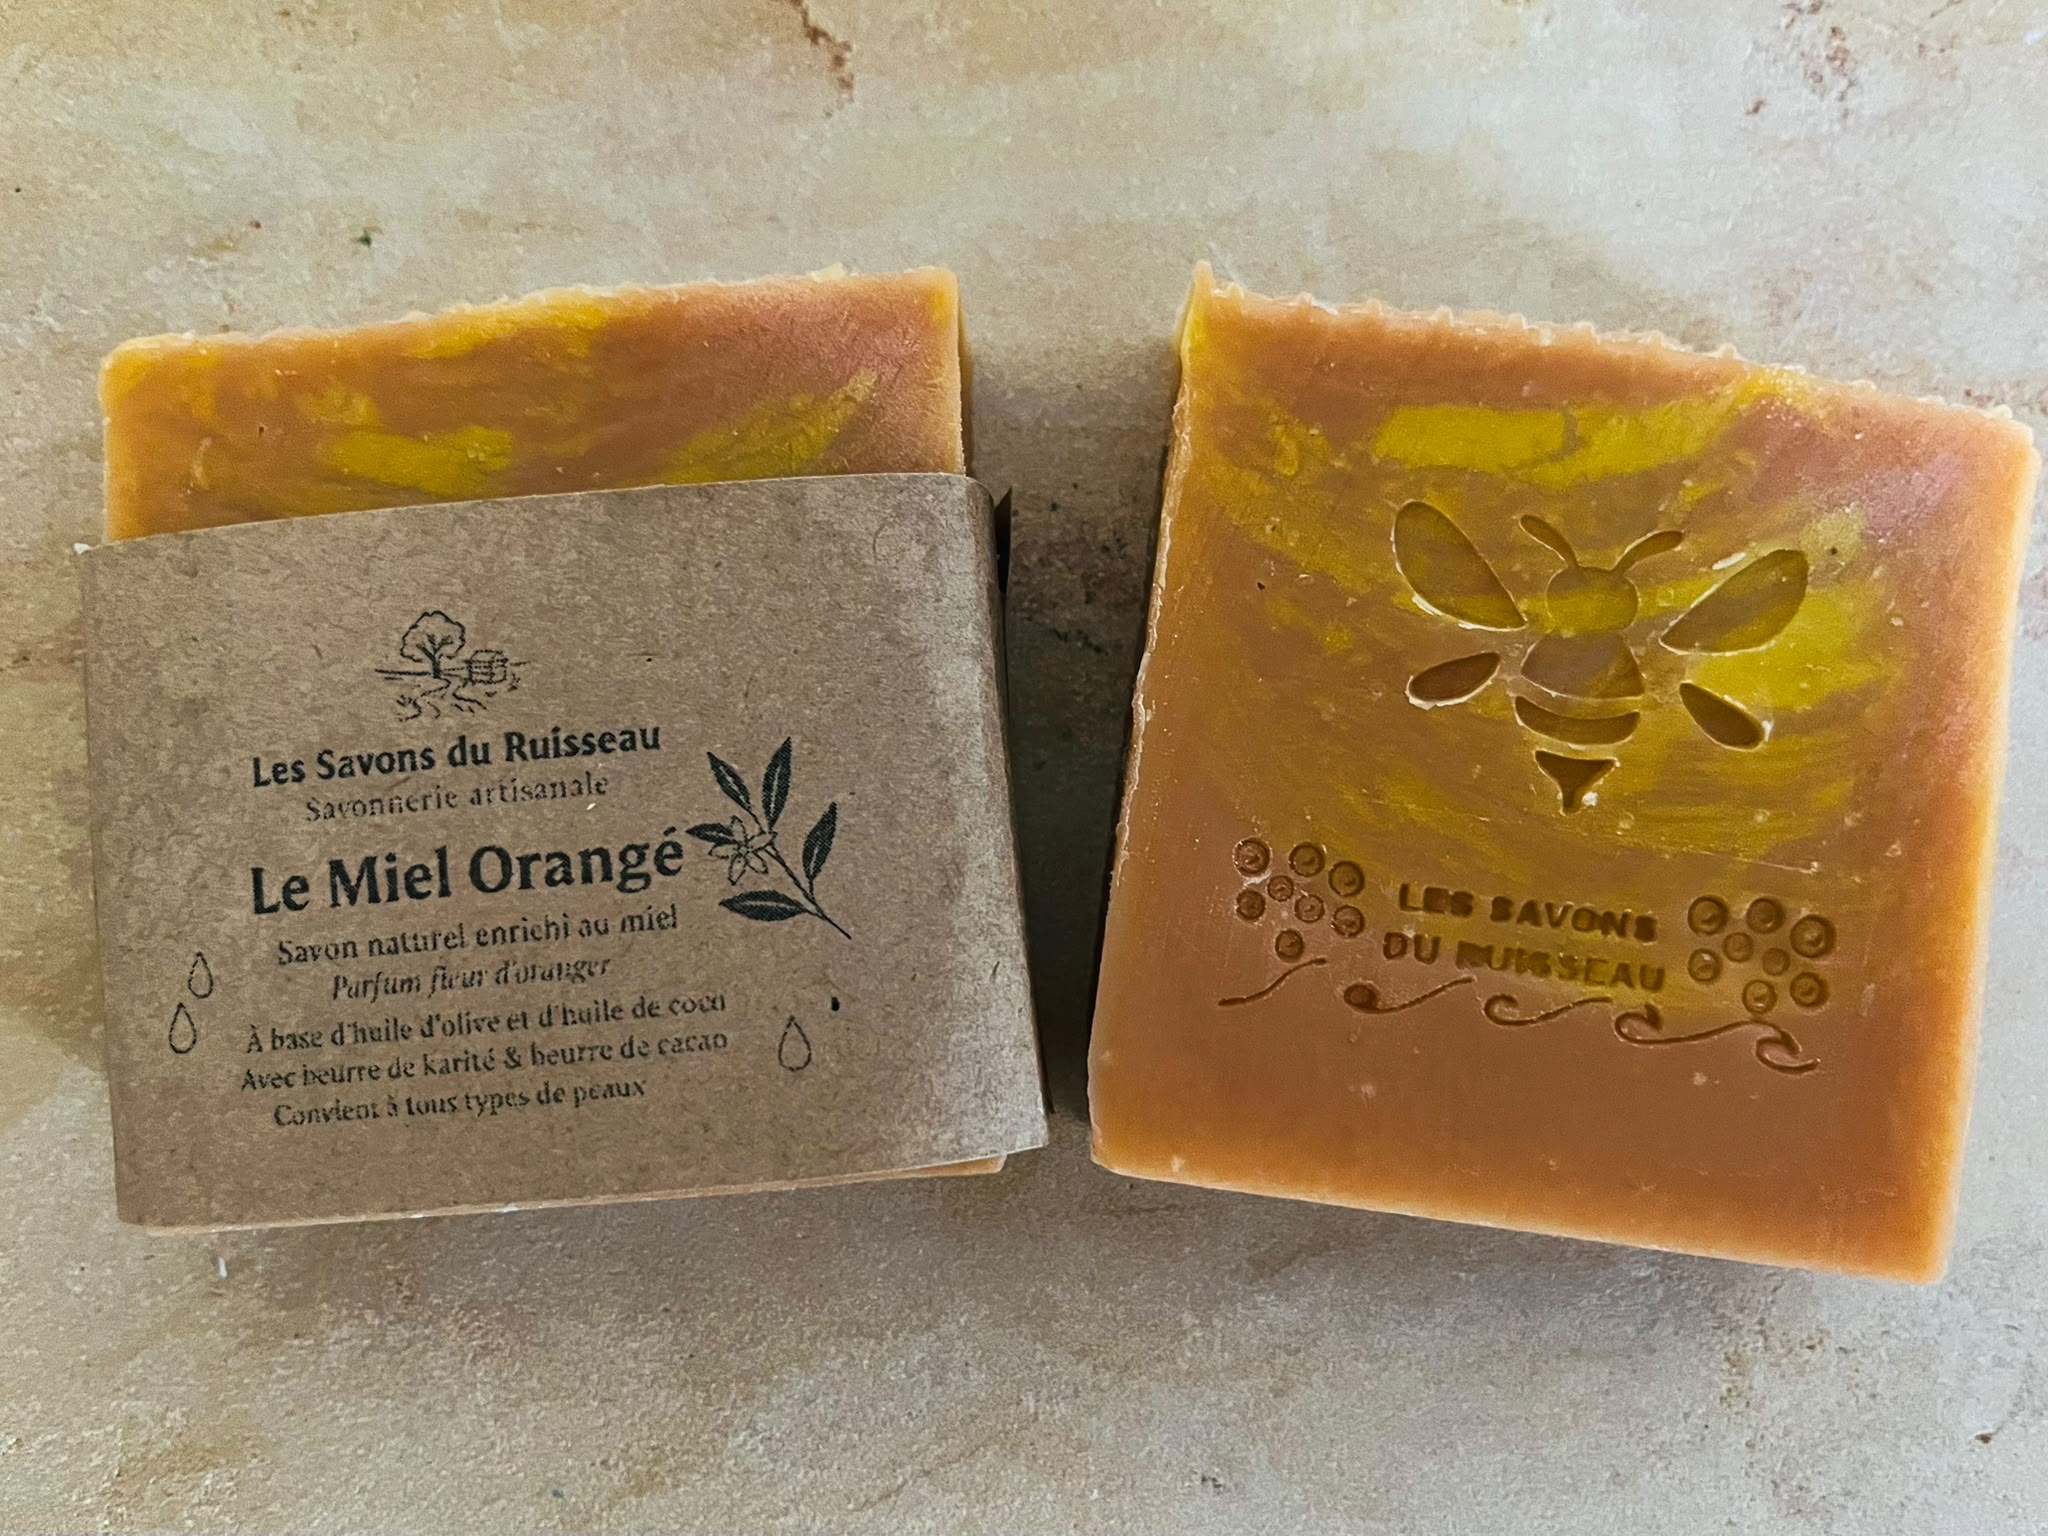 Les Savons du Ruisseau
Savonnerie artisanale
Le Miel Orangé
Savon naturel enrichi au miel
Parfum fleur d'oranger
À base d'huile d'olive et d'huile de coco
Avec beurre de karité & beurre de cacao
Convient à tous types de peaux
LES SAVONS
DU RUISSEAU